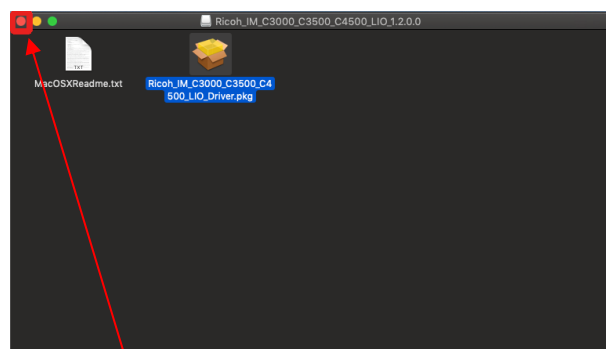 Ricoh_IM_C3000_C3500_C4500_LIO_1.2.0.0
TXT
MacOSXReadme.txt
Ricoh_IM_C3000_C3500_C4
500_LIO_Driver.pkg